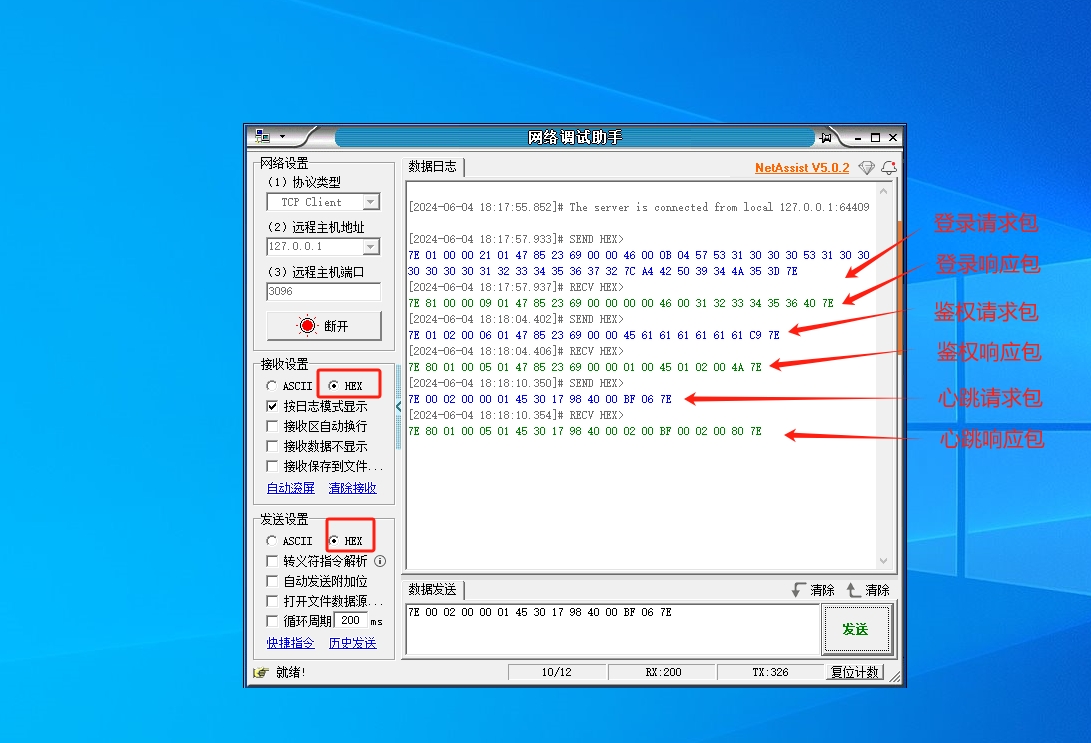 网络调试助手
网络设置
（1）协议类型
TCP Client
（2）远程主机地址
127.0.0.1
（3）远程主机端口
3096
断开
接收设置
ASCII HEX
按日志模式显示
接收区自动换行
接收数据不显示
接收保存到文件...
自动滚屏 清除接收
发送设置
ASCII HEX
转义符指令解析
自动发送附加位
打开文件数据源...
循环周期 200 ms
快捷指令 历史发送
数据日志
NetAssist V5.0.2
[2024-06-04 18:17:55.852]# The server is connected from local 127.0.0.1:64409
[2024-06-04 18:17:57.933]# SEND HEX>
7E 01 00 00 21 01 47 85 23 69 00 00 46 00 0B 04 57 53 31 30 30 30 53 31 30 30
30 30 30 30 31 32 33 34 35 36 37 32 7C A4 42 50 39 34 4A 35 3D 7E
[2024-06-04 18:17:57.937]# RECV HEX>
7E 81 00 00 09 01 47 85 23 69 00 00 00 00 46 00 31 32 33 34 35 36 40 7E
[2024-06-04 18:18:04.402]# SEND HEX>
7E 01 02 00 06 01 47 85 23 69 00 00 45 61 61 61 61 61 61 C9 7E
[2024-06-04 18:18:04.406]# RECV HEX>
7E 80 01 00 05 01 47 85 23 69 00 00 01 00 45 01 02 00 4A 7E
[2024-06-04 18:18:10.350]# SEND HEX>
7E 00 02 00 00 01 45 30 17 98 40 00 BF 06 7E
[2024-06-04 18:18:10.354]# RECV HEX>
7E 80 01 00 05 01 45 30 17 98 40 00 02 00 BF 00 02 00 80 7E
登录请求包
登录响应包
鉴权请求包
鉴权响应包
心跳请求包
心跳响应包
数据发送
清除 清除
7E 00 02 00 00 01 45 30 17 98 40 00 BF 06 7E
发送
就绪!
10/12
RX:200
TX:326
复位计数